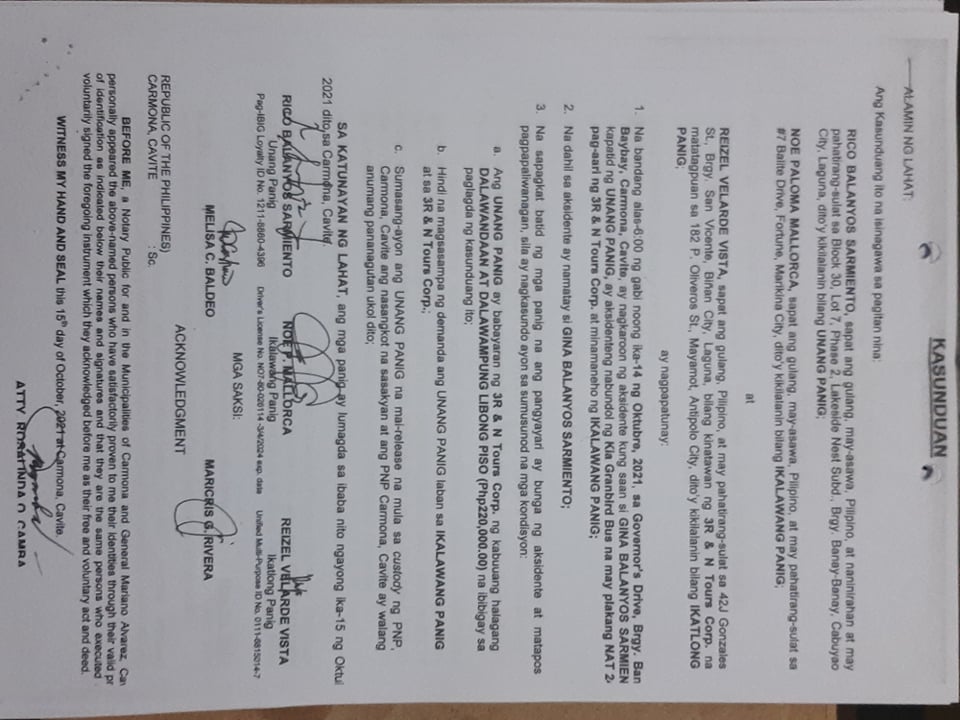 KASUNDUAN
ALAMIN NG LAHAT:
Ang Kasunduang ito na isinagawa sa pagitan nina:
RICO BALANYOS SARMIENTO, sapat ang gulang, may-asawa, Pilipino, at naninirahan at may
pahatirang-sulat sa Block 30, Lot 7, Phase 2, Lakeside Nest Subd., Brgy. Banay-Banay, Cabuyao
City, Laguna, dito'y kikilalanin bilang UNANG PANIG;
NOE PALOMA MALLORCA, sapat ang gulang, may-asawa, Pilipino, at may pahatirang-sulat sa
#7 Balite Drive, Fortune, Marikina City, dito'y kikilalanin bilang IKALAWANG PANIG;
at
REIZEL VELARDE VISTA, sapat ang gulang, Pilipino, at may pahatirang-sulat sa 42J Gonzales
St., Brgy. San Vicente, Biñan City, Laguna, bilang kinatawan ng 3R & N Tours Corp. na
matatagpuan sa 182 P. Oliveros St., Mayamot, Antipolo City, dito'y kikilalanin bilang IKATLONG
PANIG;
ay nagpapatunay:
1. Na bandang alas-6:00 ng gabi noong ika-14 ng Oktubre, 2021, sa Governor's Drive, Brgy. Ban
Baybay, Carmona, Cavite, ay nagkaroon ng aksidente kung saan si GINA BALANYOS SARMIEN
kapatid ng UNANG PANIG, ay aksidenteng nabundol ng Kia Granbird Bus na may plakang NAT 2
pag-aari ng 3R & N Tours Corp. at minamaneho ng IKALAWANG PANIG;
2. Na dahil sa aksidente ay namatay si GINA BALANYOS SARMIENTO;
3. Na sapagkat batid ng mga panig na ang pangyayari ay bunga ng aksidente at matapos
pagpapaliwanagan, sila ay nagkasundo ayon sa sumusunod na mga kondisyon:
a. Ang UNANG PANIG ay babayaran ng 3R & N Tours Corp. ng kabuuang halagang
DALAWANDAAN AT DALAWAMPUNG LIBONG PISO (Php220,000.00) na ibibigay sa
paglagda ng kasunduang ito;
b. Hindi na magsasampa ng demanda ang UNANG PANIG laban sa IKALAWANG PANIG
at sa 3R & N Tours Corp.;
c. Sumasang-ayon ang UNANG PANIG na mai-release na mula sa custody ng PNP,
Carmona, Cavite ang nasangkot na sasakyan at ang PNP Carmona, Cavite ay walang
anumang pananagutan ukol dito;
SA KATUNAYAN NG LAHAT, ang mga panig ay lumagda sa ibaba nito ngayong ika-15 ng Oktu
2021 dito sa Carmona, Cavite.
RICO BALANYOS SARMIENTO NOE P. MALLORCA REIZEL VELARDE VISTA
Unang Panig Ikalawang Panig Ikatlong Panig
Pag-IBIG Loyalty ID No. 1211-8860-4396 Driver's License No. NO7-80-026114 -3/4/2024 exp. date Unified Multi-Purpose ID No. 0111-6815014-7
MGA SAKSI:
MELISA C. BALDEO MARICRIS G. RIVERA
ACKNOWLEDGMENT
REPUBLIC OF THE PHILIPPINES)
CARMONA, CAVITE : Sc.
BEFORE ME, a Notary Public for and in the Municipalities of Carmona and General Mariano Alvarez, Cav
personally appeared the above-named persons who have satisfactorily proven to me their identities through their valid pr
of identification as indicated below their names and signatures and that they are the same persons who executed
voluntarily signed the foregoing instrument which they acknowledged before me as their free and voluntary act and deed.
WITNESS MY HAND AND SEAL this 15th day of October, 2021 at Carmona, Cavite.
ATTY. ROSALINDA O. CAMBA